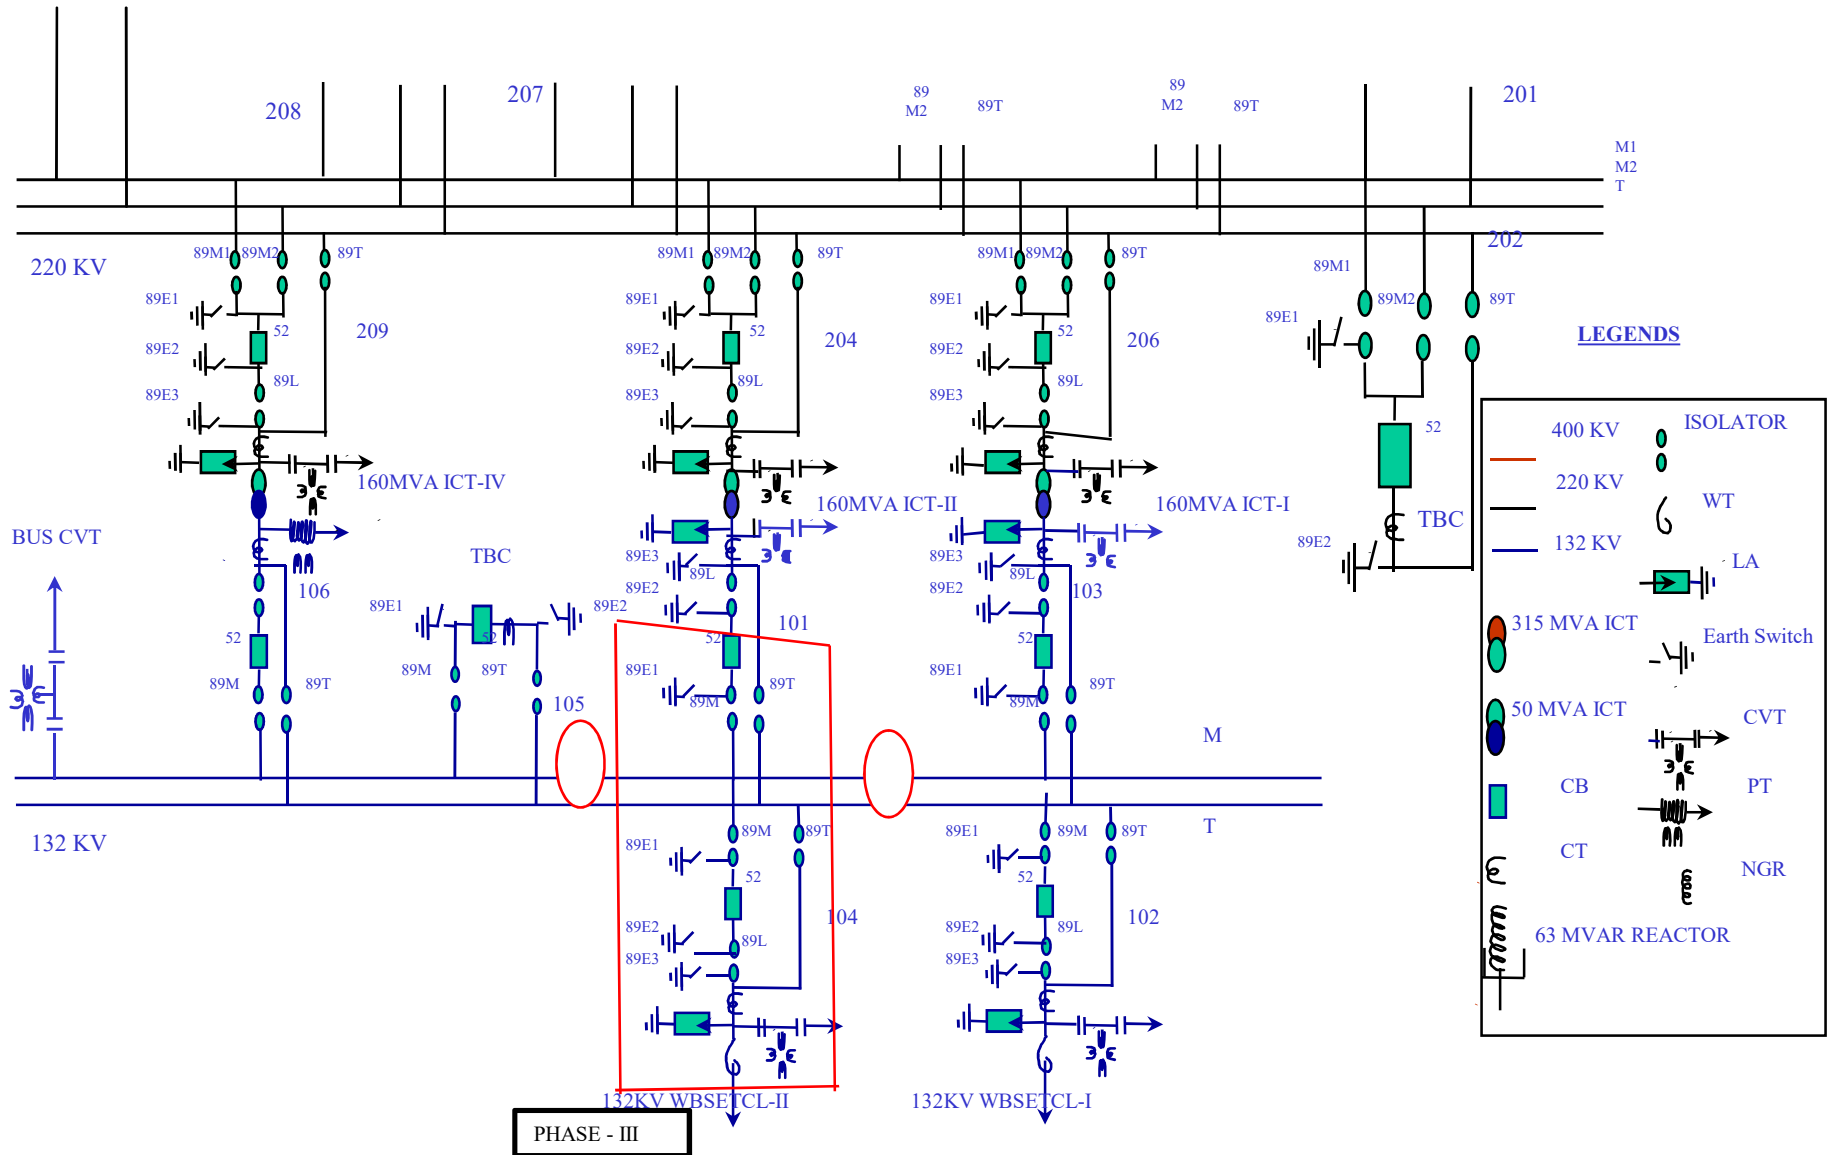 208
207
89
M2
89T
89
M2
89T
201
M1
M2
T
202
220 KV
89M1
89M2
89T
89M1
89M2
89T
89M1
89M2
89T
89M1
89M2
89T
89E1
52
209
89E2
89L
89E3
89E1
52
204
89E2
89L
89E3
89E1
52
206
89E2
89L
89E3
89E1
52
TBC
89E2
160MVA ICT-IV
160MVA ICT-II
160MVA ICT-I
BUS CVT
106
52
89M
89T
TBC
89E1
52
89E2
89M
89T
105
89E3
89L
89E2
101
52
89E1
89M
89T
89E3
89L
89E2
103
52
89E1
89M
89T
M
T
132 KV
89E1
89M
89T
52
104
89E2
89L
89E3
89E1
89M
89T
52
102
89E2
89L
89E3
132KV WBSETCL-II
132KV WBSETCL-I
PHASE - III
LEGENDS
400 KV
ISOLATOR
220 KV
WT
132 KV
LA
315 MVA ICT
Earth Switch
50 MVA ICT
CVT
CB
PT
CT
NGR
63 MVAR REACTOR